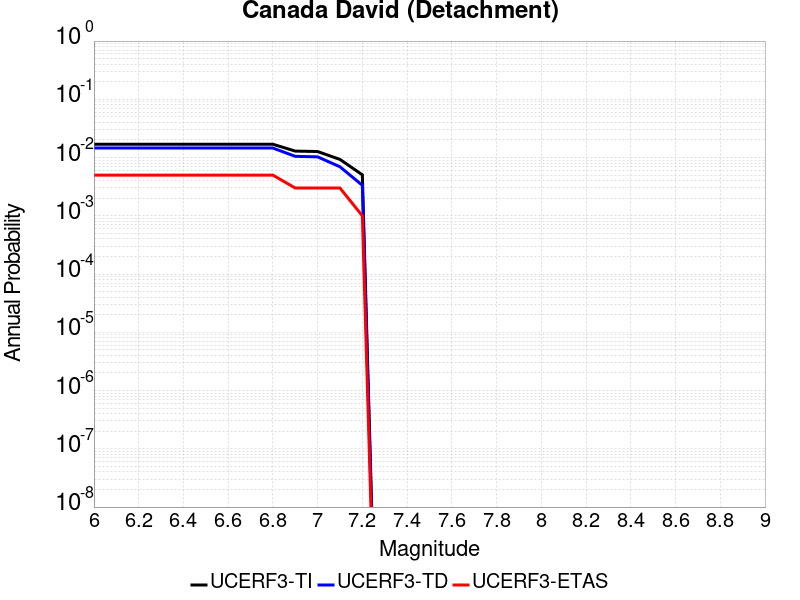 Canada David (Detachment)
10^0
10^-1
10^-2
10^-3
10^-4
10^-5
10^-6
10^-7
10^-8
Annual Probability
6 6.2 6.4 6.6 6.8 7 7.2 7.4 7.6 7.8 8 8.2 8.4 8.6 8.8 9
Magnitude
UCERF3-TI UCERF3-TD UCERF3-ETAS